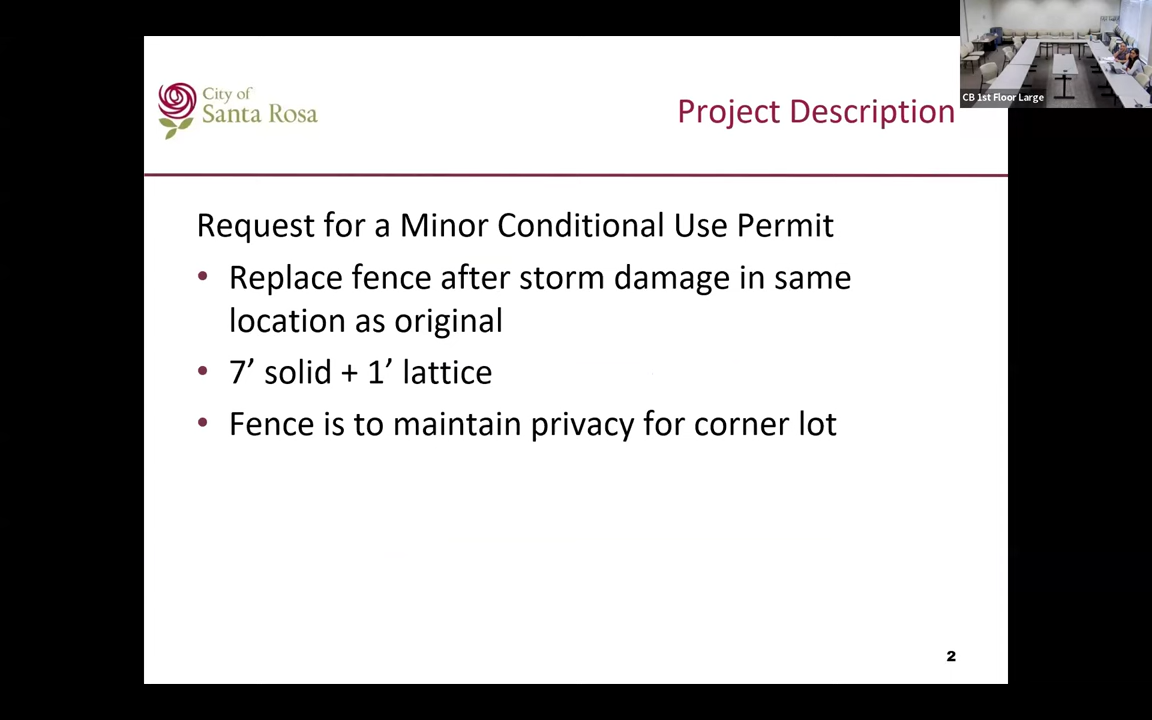 City of
Santa Rosa
Project Description
CB 1st Floor Large
Request for a Minor Conditional Use Permit
• Replace fence after storm damage in same
location as original
• 7’ solid + 1’ lattice
• Fence is to maintain privacy for corner lot
2